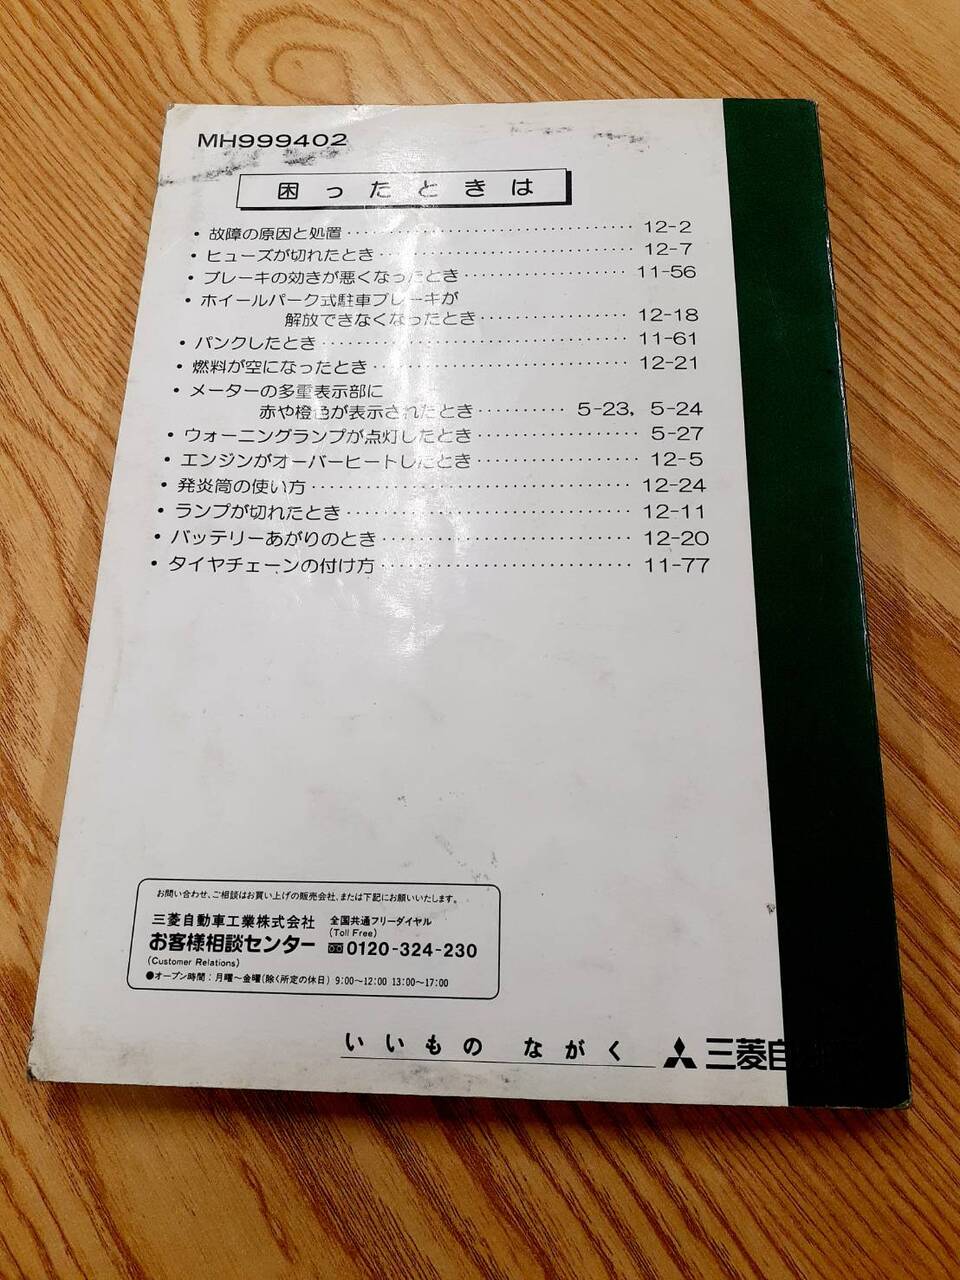 MH999402
困ったときは
・故障の原因と処置‥‥‥‥‥‥‥‥‥‥‥‥12-2
・ヒューズが切れたとき‥‥‥‥‥‥‥‥‥‥12-7
・ブレーキの効きが悪くなったとき‥‥‥‥‥‥11-56
・ホイールパーク式駐車ブレーキが
解放できなくなったとき‥‥‥‥‥‥12-18
・パンクしたとき‥‥‥‥‥‥‥‥‥‥‥‥11-61
・燃料が空になったとき‥‥‥‥‥‥‥‥‥‥12-21
・メーターの多重表示部に
赤や橙色が表示されたとき‥‥‥‥5-23, 5-24
・ウォーニングランプが点灯したとき‥‥‥‥‥‥5-27
・エンジンがオーバーヒートしたとき‥‥‥‥‥‥12-5
・発炎筒の使い方‥‥‥‥‥‥‥‥‥‥‥‥12-24
・ランプが切れたとき‥‥‥‥‥‥‥‥‥‥‥12-11
・バッテリーあがりのとき‥‥‥‥‥‥‥‥‥‥12-20
・タイヤチェーンの付け方‥‥‥‥‥‥‥‥‥‥11-77
お問い合わせ、ご相談はお買い上げの販売会社、または下記にお願いいたします。
三菱自動車工業株式会社 全国共通フリーダイヤル
(Toll Free)
お客様相談センター 0120-324-230
(Customer Relations)
●オープン時間：月曜～金曜(除く所定の休日) 9:00～12:00 13:00～17:00
いいものながく 三菱自